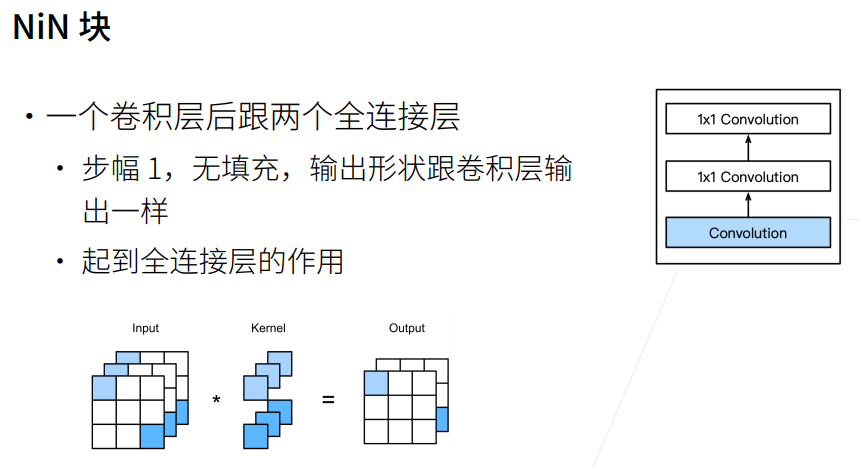 NiN 块
• 一个卷积层后跟两个全连接层
• 步幅 1，无填充，输出形状跟卷积层输
出一样
• 起到全连接层的作用
1x1 Convolution
1x1 Convolution
Convolution
Input
Kernel
Output
*
=